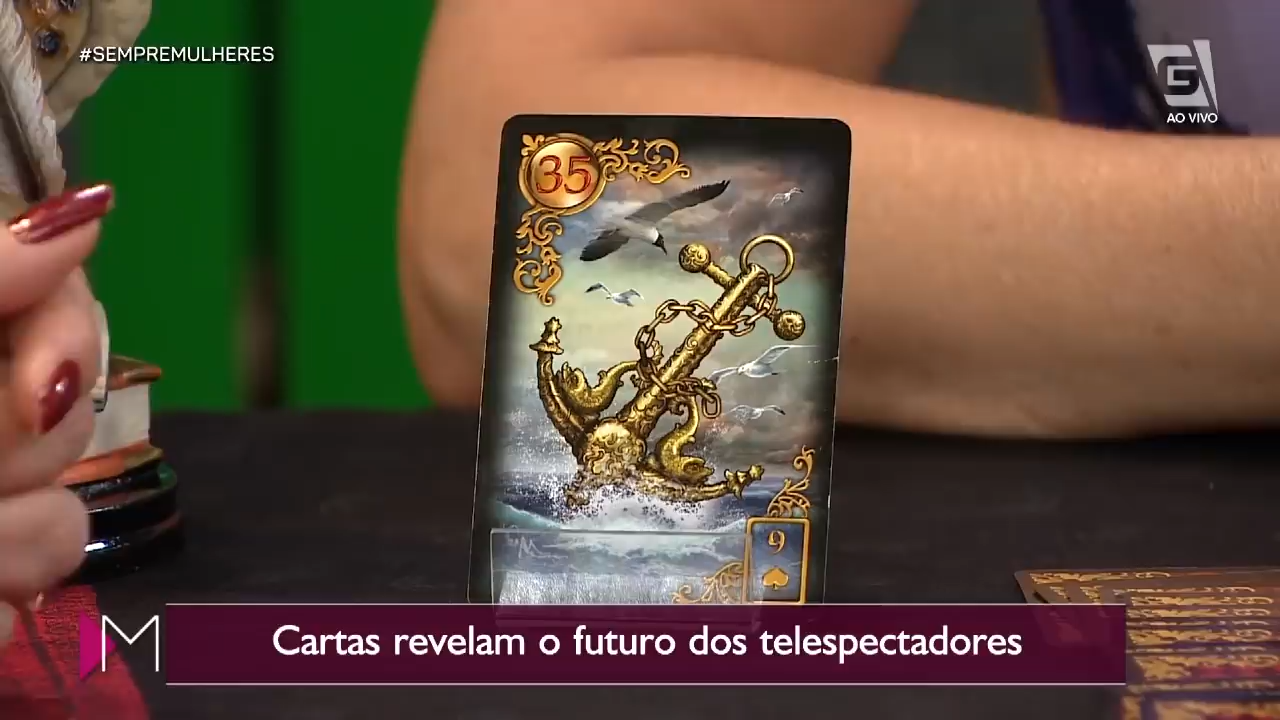 #SEMPREMULHERES
G
AO VIVO
35
9
M
Cartas revelam o futuro dos telespectadores